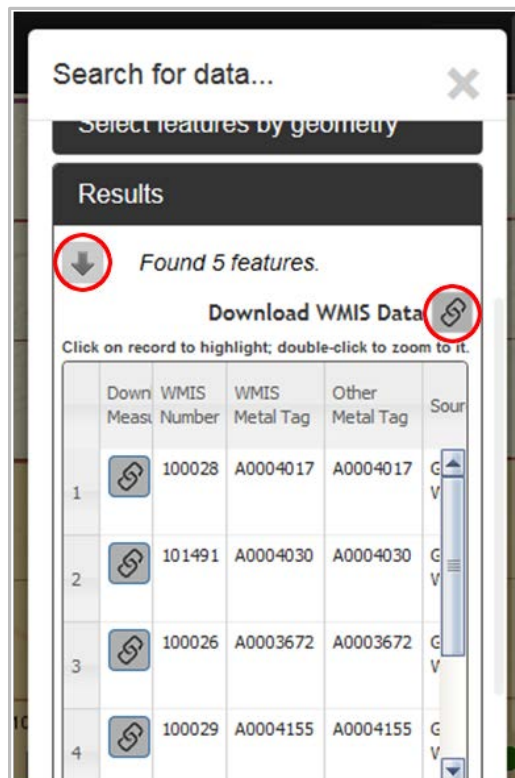 Search for data...
Select features by geometry
Results
Found 5 features.
Download WMIS Data
Click on record to highlight; double-click to zoom to it.
Downl WMIS WMIS Other
Measu Number Metal Tag Metal Tag Sour
1 100028 A0004017 A0004017 G
W
2 101491 A0004030 A0004030 G
W
3 100026 A0003672 A0003672 G
W
4 100029 A0004155 A0004155 G
W